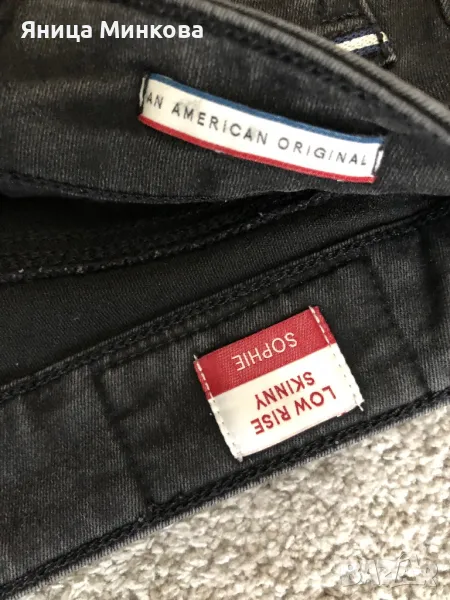 Яница Минкова
AN AMERICAN ORIGINAL
SOPHIE
LOW RISE
SKINNY